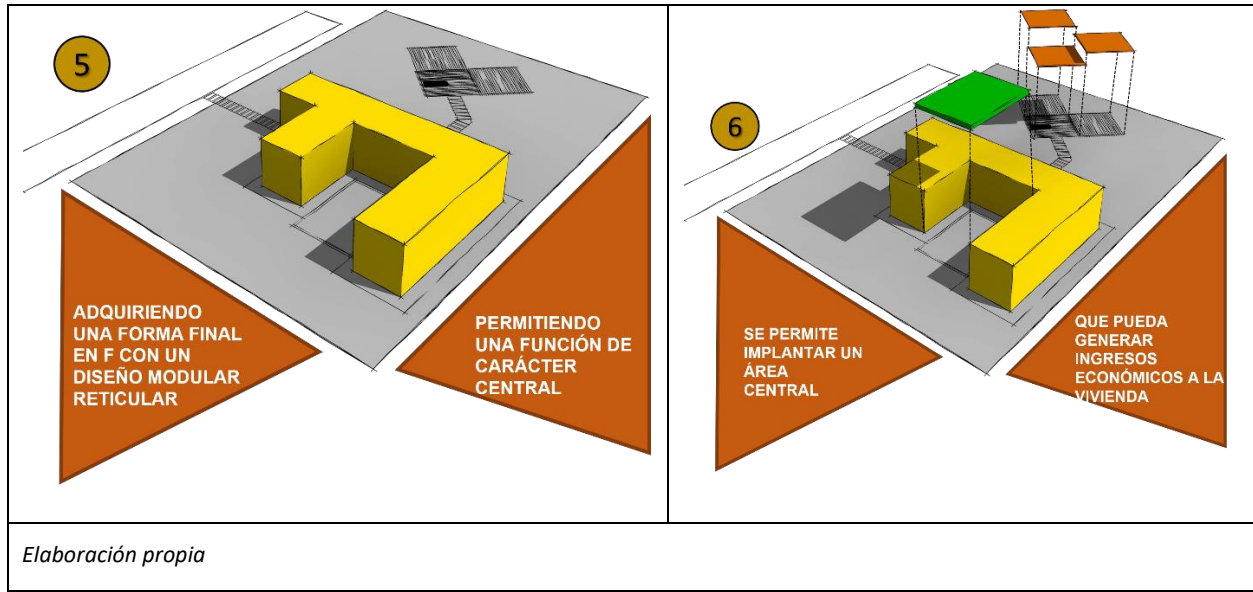 5
ADQUIRIENDO
UNA FORMA FINAL
EN F CON UN
DISEÑO MODULAR
RETICULAR
PERMITIENDO
UNA FUNCIÓN DE
CARÁCTER
CENTRAL
6
SE PERMITE
IMPLANTAR UN
ÁREA
CENTRAL
QUE PUEDA
GENERAR
INGRESOS
ECONÓMICOS A LA
VIVIENDA
Elaboración propia